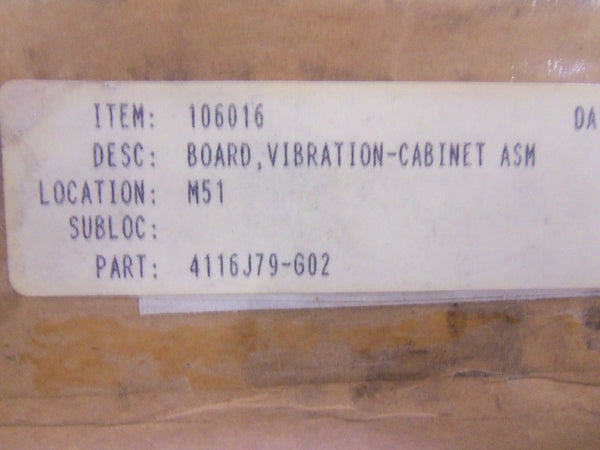 ITEM: 106016 DA
DESC: BOARD,VIBRATION-CABINET ASM
LOCATION: M51
SUBLOC:
PART: 4116J79-G02